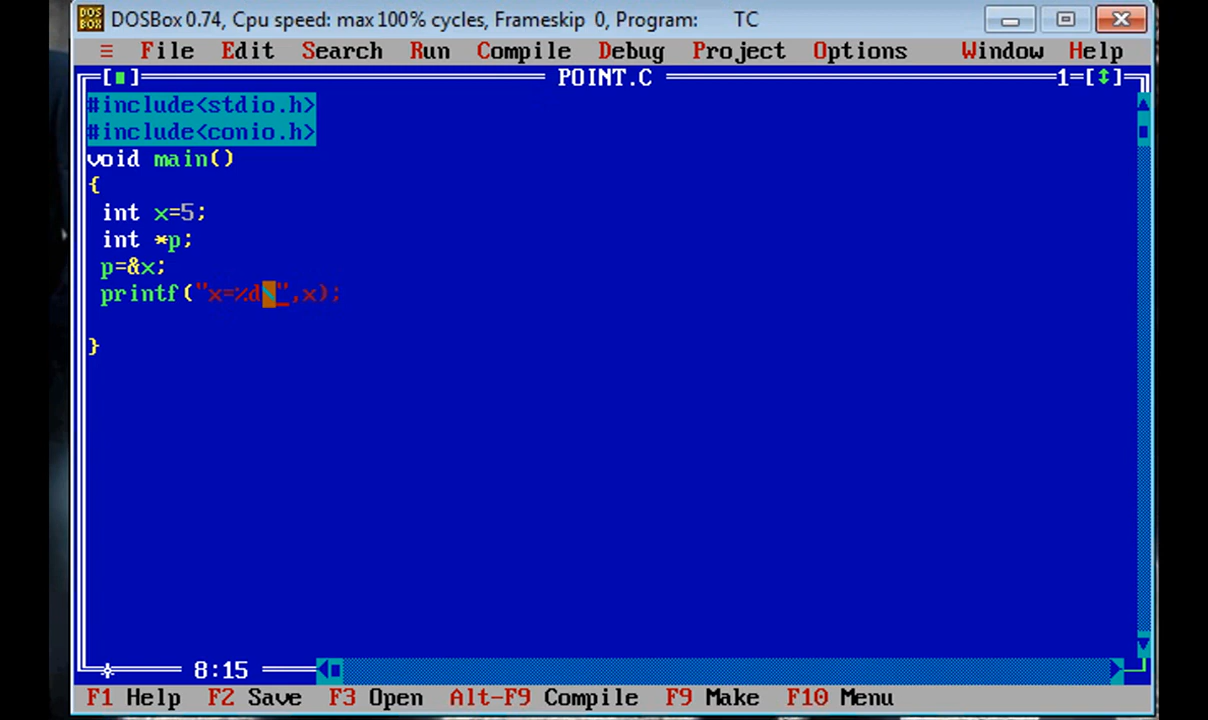 DOSBox 0.74, Cpu speed: max 100% cycles, Frameskip 0, Program: TC
≡ File Edit Search Run Compile Debug Project Options Window Help
[■] POINT.C 1=[↕]
#include<stdio.h>
#include<conio.h>
void main()
{
int x=5;
int *p;
p=&x;
printf("x=%d\",x);
}
8:15
F1 Help F2 Save F3 Open Alt-F9 Compile F9 Make F10 Menu